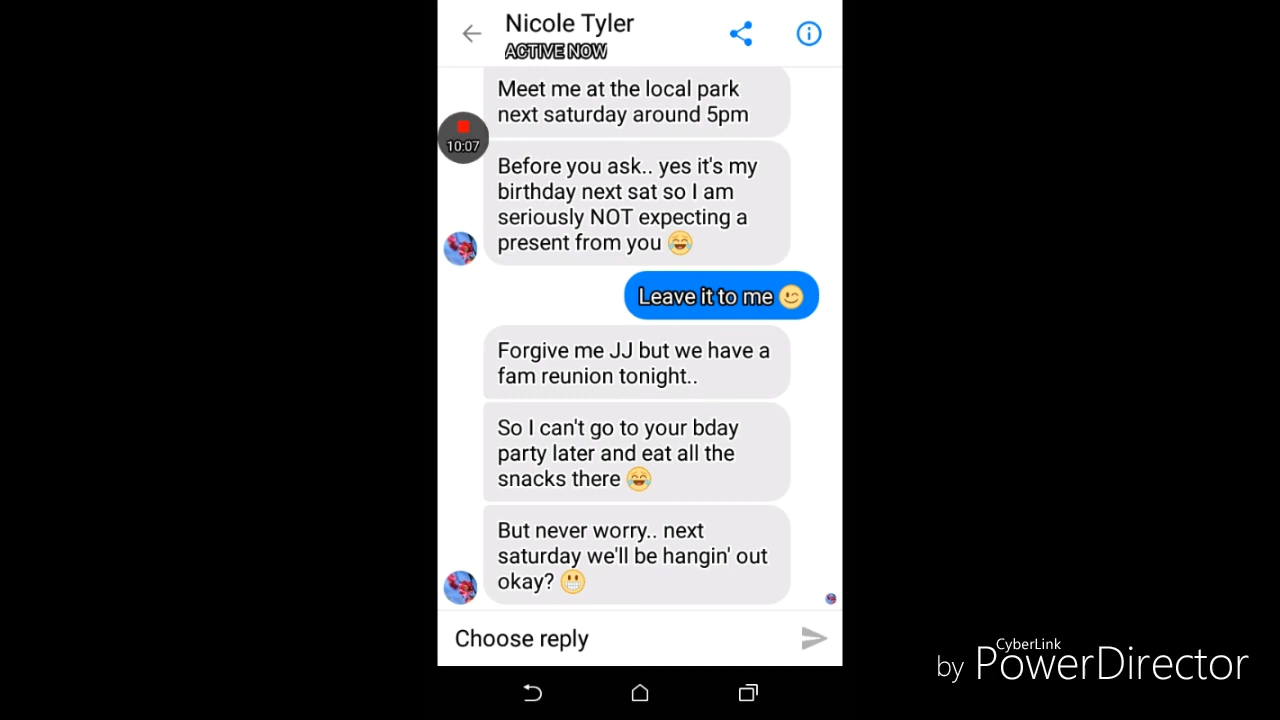 Nicole Tyler
ACTIVE NOW
Meet me at the local park
next saturday around 5pm
10:07
Before you ask.. yes it's my
birthday next sat so I am
seriously NOT expecting a
present from you 😂
Leave it to me 😉
Forgive me JJ but we have a
fam reunion tonight..
So I can't go to your bday
party later and eat all the
snacks there 😂
But never worry.. next
saturday we'll be hangin' out
okay? 😬
Choose reply
CyberLink
by PowerDirector